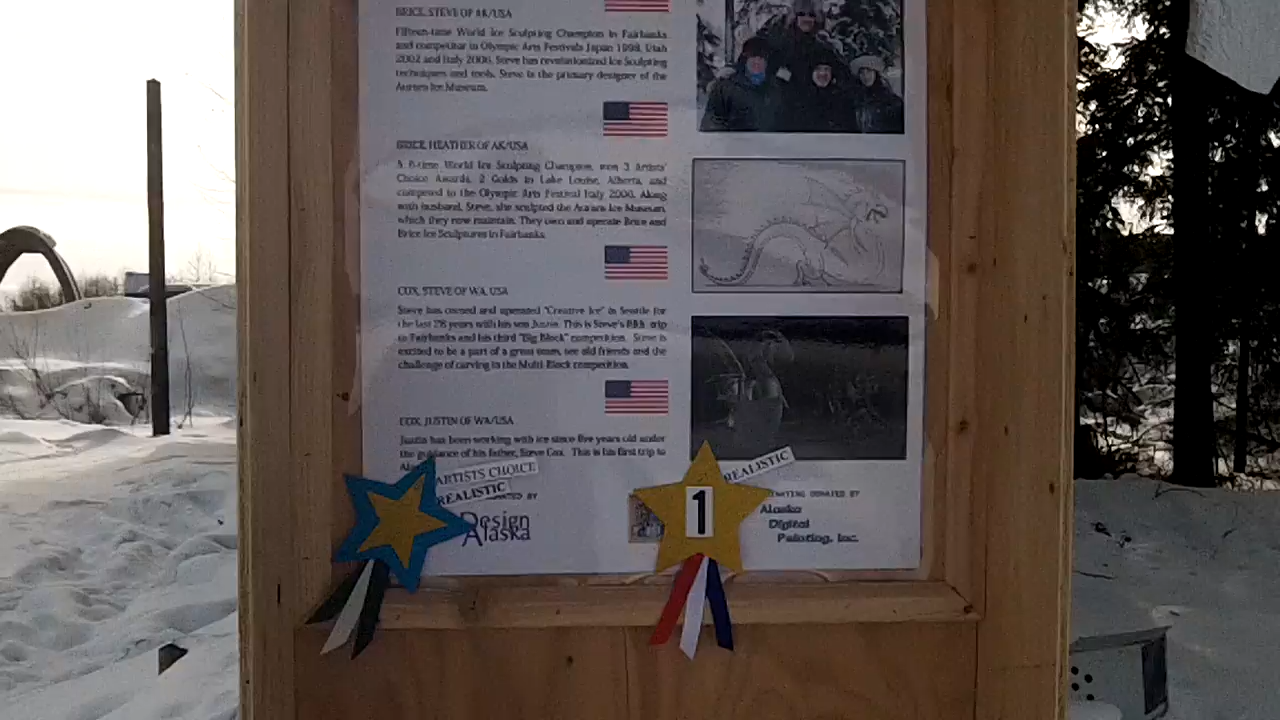 BRICE, STEVE OF AK/USA
Fifteen-time World Ice Sculpting Champion in Fairbanks
and competitor in Olympic Arts Festivals Japan 1998, Utah
2002 and Italy 2006, Steve has revolutionized Ice Sculpting
techniques and tools. Steve is the primary designer of the
Aurora Ice Museum.
BRICE, HEATHER OF AK/USA
A 6-time World Ice Sculpting Champion, won 3 Artists'
Choice Awards, 2 Golds in Lake Louise, Alberta, and
competed to the Olympic Arts Festival Italy 2006. Along
with husband, Steve, she sculpted the Aurora Ice Museum,
which they now maintain. They own and operate Brice and
Brice Ice Sculptures in Fairbanks.
COX, STEVE OF WA, USA
Steve has owned and operated "Creative Ice" in Seattle for
the last 28 years with his son Justin. This is Steve's trip
to Fairbanks and his third "Big Block" competition. Steve is
excited to be a part of a great team, see old friends and the
challenge of carving in the Multi-Block competition.
COX, JUSTIN OF WA/USA
Justin has been working with ice since five years old under
the guidance of his father, Steve Cox. This is his first trip to
ARTISTS CHOICE
REALISTIC
BY
Design
Alaska
1
REALISTIC
DONATED BY
Alaska
Digital
Printing, Inc.